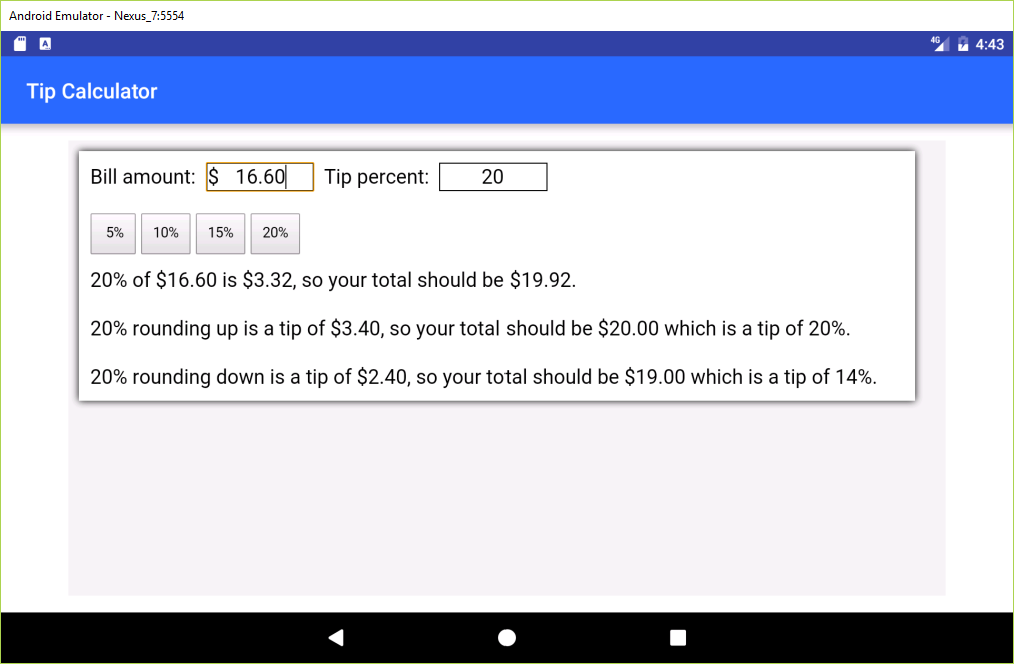 Android Emulator - Nexus_7:5554
A
4G
4:43
Tip Calculator
Bill amount: $ 16.60 Tip percent: 20
5% 10% 15% 20%
20% of $16.60 is $3.32, so your total should be $19.92.
20% rounding up is a tip of $3.40, so your total should be $20.00 which is a tip of 20%.
20% rounding down is a tip of $2.40, so your total should be $19.00 which is a tip of 14%.